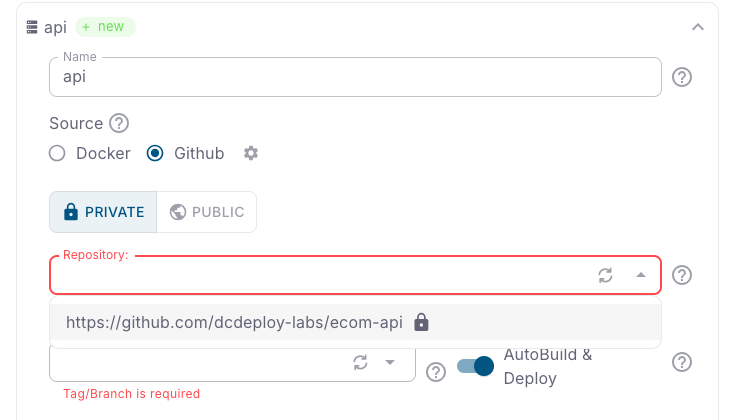 api + new
Name
api
Source
Docker Github
PRIVATE PUBLIC
Repository:
https://github.com/dcdeploy-labs/ecom-api
AutoBuild &
Deploy
Tag/Branch is required